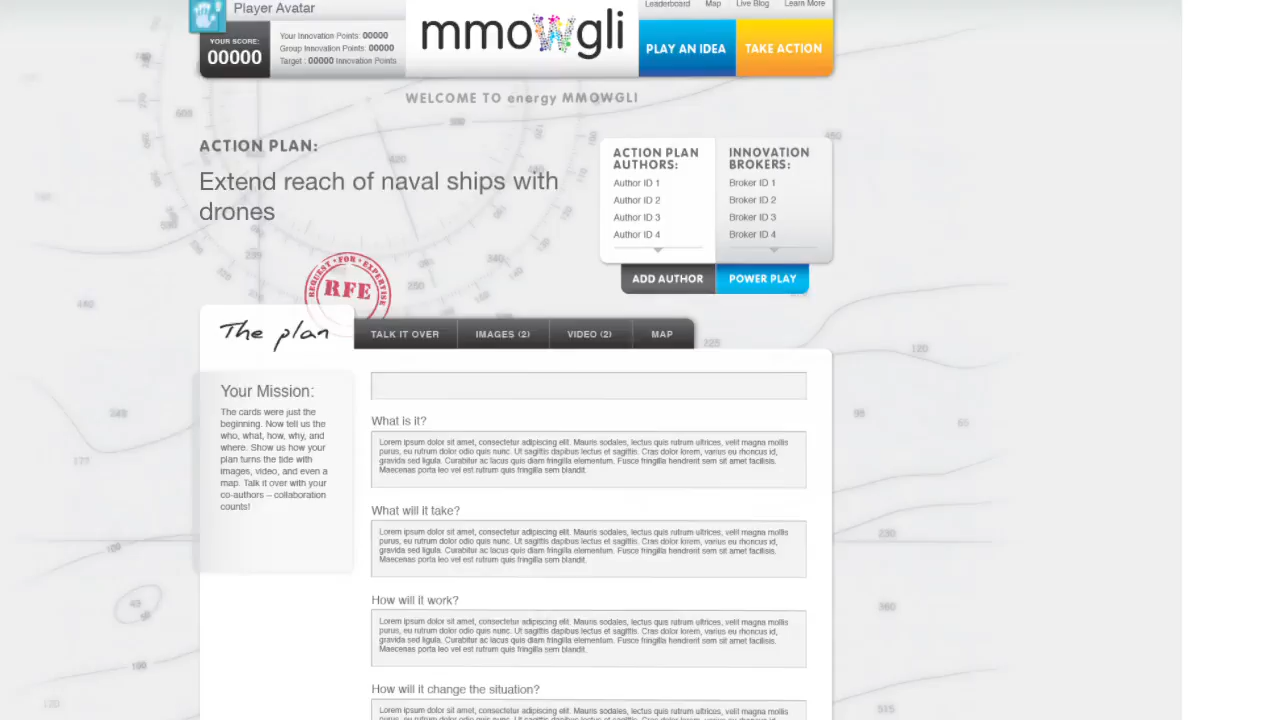 Player Avatar
YOUR SCORE:
00000
Your Innovation Points: 00000
Group Innovation Points: 00000
Target : 00000 Innovation Points
mmowgli
Leaderboard Map Live Blog Learn More
PLAY AN IDEA TAKE ACTION
WELCOME TO energy MMOWGLI
ACTION PLAN:
Extend reach of naval ships with
drones
ACTION PLAN
AUTHORS:
Author ID 1
Author ID 2
Author ID 3
Author ID 4
INNOVATION
BROKERS:
Broker ID 1
Broker ID 2
Broker ID 3
Broker ID 4
ADD AUTHOR POWER PLAY
REQUEST · FOR · EXPERTISE
RFE
The plan TALK IT OVER IMAGES (2) VIDEO (2) MAP
Your Mission:
The cards were just the
beginning. Now tell us the
who, what, how, why, and
where. Show us how your
plan turns the tide with
images, video, and even a
map. Talk it over with your
co-authors – collaboration
counts!
What is it?
Lorem ipsum dolor sit amet, consectetur adipiscing elit. Mauris sodales, lectus quis rutrum ultrices, velit magna mollis
purus, eu rutrum dolor odio quis nunc. Ut sagittis dapibus lectus et sagittis. Cras dolor lorem, varius eu rhoncus id,
gravida sed ligula. Curabitur ac lacus quis diam fringilla elementum. Fusce fringilla hendrerit sem sit amet facilisis.
Maecenas porta leo vel est rutrum quis fringilla sem blandit.
What will it take?
Lorem ipsum dolor sit amet, consectetur adipiscing elit. Mauris sodales, lectus quis rutrum ultrices, velit magna mollis
purus, eu rutrum dolor odio quis nunc. Ut sagittis dapibus lectus et sagittis. Cras dolor lorem, varius eu rhoncus id,
gravida sed ligula. Curabitur ac lacus quis diam fringilla elementum. Fusce fringilla hendrerit sem sit amet facilisis.
Maecenas porta leo vel est rutrum quis fringilla sem blandit.
How will it work?
Lorem ipsum dolor sit amet, consectetur adipiscing elit. Mauris sodales, lectus quis rutrum ultrices, velit magna mollis
purus, eu rutrum dolor odio quis nunc. Ut sagittis dapibus lectus et sagittis. Cras dolor lorem, varius eu rhoncus id,
gravida sed ligula. Curabitur ac lacus quis diam fringilla elementum. Fusce fringilla hendrerit sem sit amet facilisis.
Maecenas porta leo vel est rutrum quis fringilla sem blandit.
How will it change the situation?
Lorem ipsum dolor sit amet, consectetur adipiscing elit. Mauris sodales, lectus quis rutrum ultrices, velit magna mollis